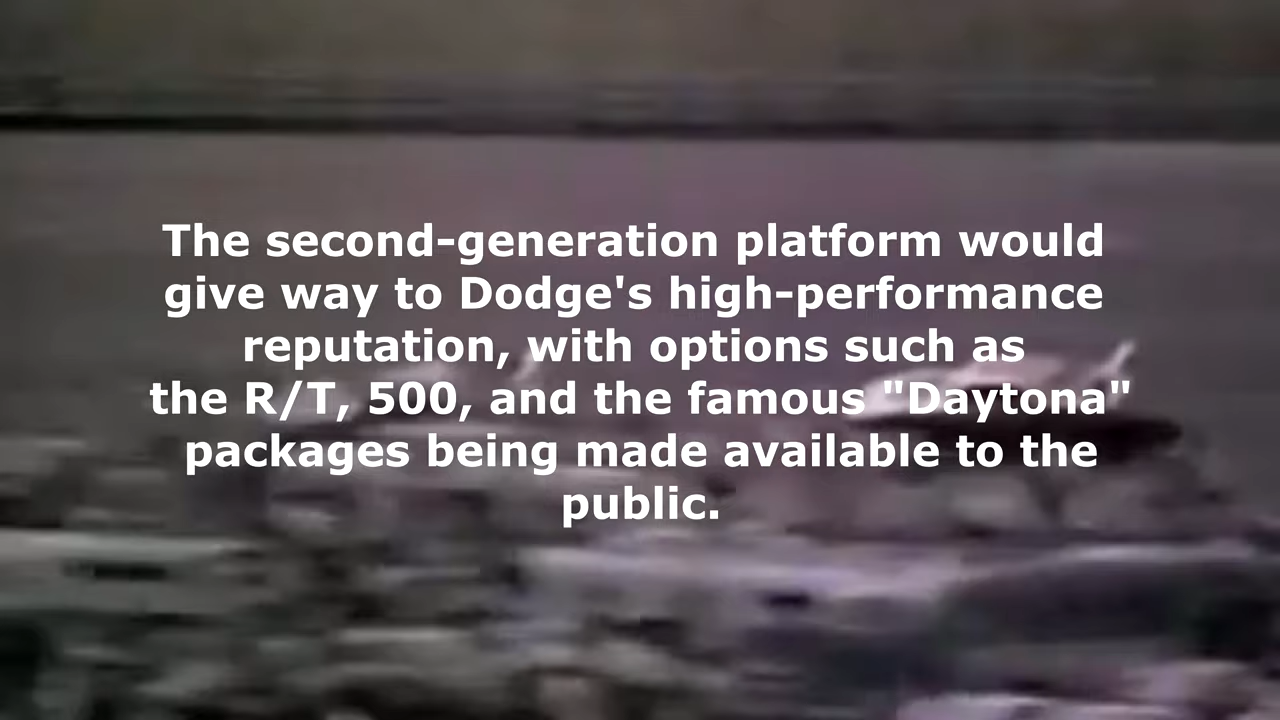 The second-generation platform would
give way to Dodge's high-performance
reputation, with options such as
the R/T, 500, and the famous "Daytona"
packages being made available to the
public.